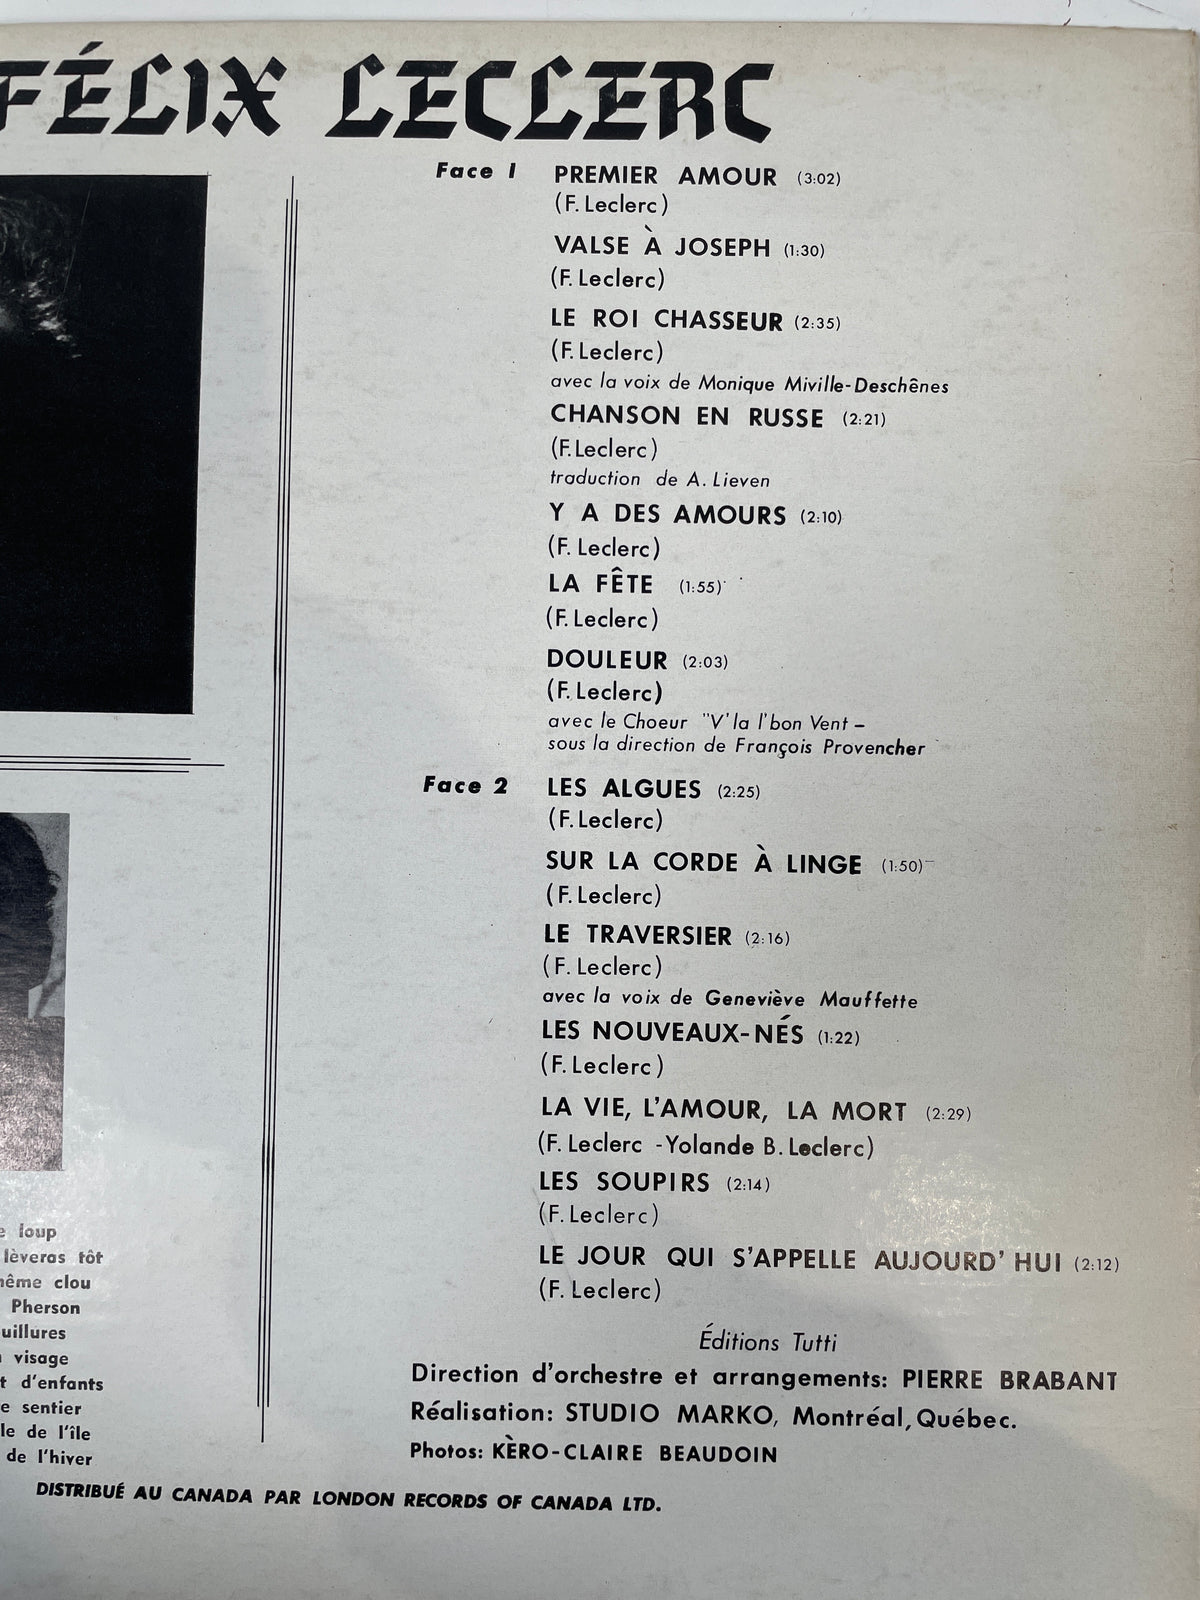 FÉLIX LECLERC
Face 1 PREMIER AMOUR (3:02)
(F. Leclerc)
VALSE À JOSEPH (1:30)
(F. Leclerc)
LE ROI CHASSEUR (2:35)
(F. Leclerc)
avec la voix de Monique Miville-Deschênes
CHANSON EN RUSSE (2:21)
(F. Leclerc)
traduction de A. Lieven
Y A DES AMOURS (2:10)
(F. Leclerc)
LA FÊTE (1:55)
(F. Leclerc)
DOULEUR (2:03)
(F. Leclerc)
avec le Choeur "V'la l'bon Vent –
sous la direction de François Provencher
Face 2 LES ALGUES (2:25)
(F. Leclerc)
SUR LA CORDE À LINGE (1:50)
(F. Leclerc)
LE TRAVERSIER (2:16)
(F. Leclerc)
avec la voix de Geneviève Mauffette
LES NOUVEAUX-NÉS (1:22)
(F. Leclerc)
LA VIE, L'AMOUR, LA MORT (2:29)
(F. Leclerc -Yolande B. Leclerc)
LES SOUPIRS (2:14)
(F. Leclerc)
LE JOUR QUI S'APPELLE AUJOURD'HUI (2:12)
(F. Leclerc)
Éditions Tutti
Direction d'orchestre et arrangements: PIERRE BRABANT
Réalisation: STUDIO MARKO, Montréal, Québec.
Photos: KÈRO-CLAIRE BEAUDOIN
loup
lèveras tôt
clou
Pherson
visage
d'enfants
sentier
de l'île
de l'hiver
DISTRIBUÉ AU CANADA PAR LONDON RECORDS OF CANADA LTD.